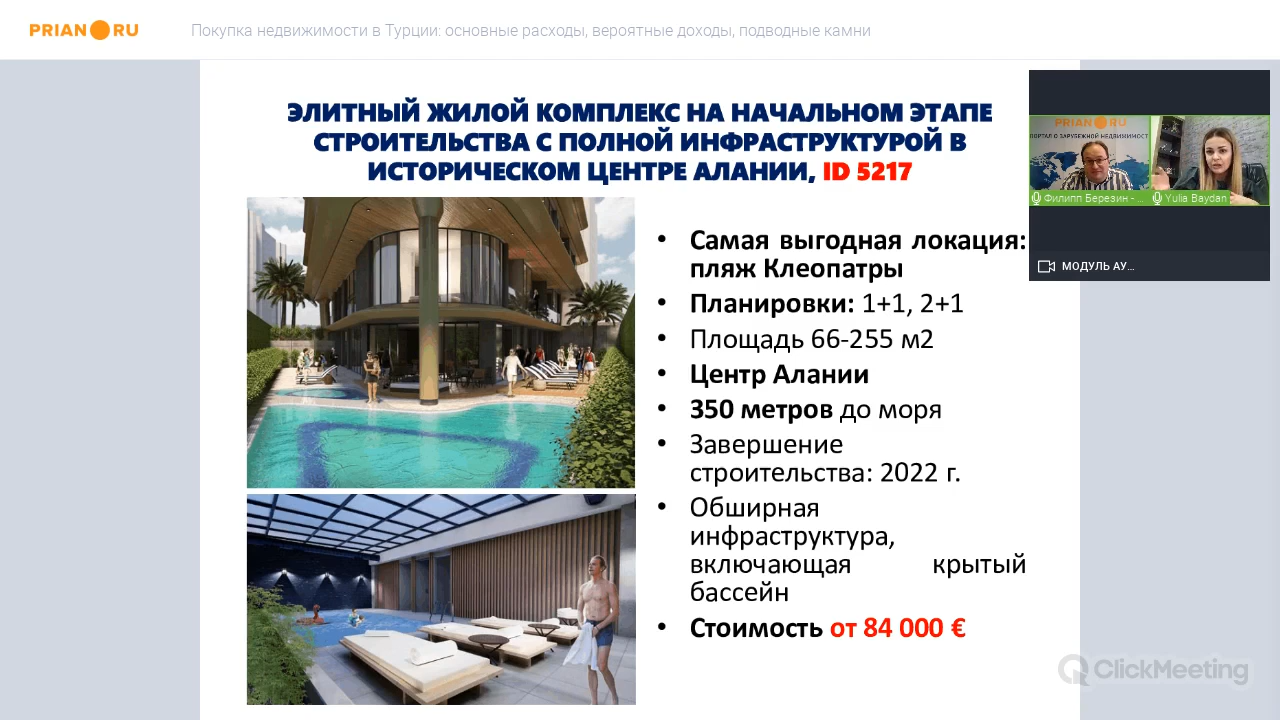 PRIAN RU
Покупка недвижимости в Турции: основные расходы, вероятные доходы, подводные камни
ЭЛИТНЫЙ ЖИЛОЙ КОМПЛЕКС НА НАЧАЛЬНОМ ЭТАПЕ
СТРОИТЕЛЬСТВА С ПОЛНОЙ ИНФРАСТРУКТУРОЙ В
ИСТОРИЧЕСКОМ ЦЕНТРЕ АЛАНИИ, ID 5217
• Самая выгодная локация:
пляж Клеопатры
• Планировки: 1+1, 2+1
• Площадь 66-255 м2
• Центр Алании
• 350 метров до моря
• Завершение
строительства: 2022 г.
• Обширная
инфраструктура,
включающая крытый
бассейн
• Стоимость от 84 000 €
PRIAN RU
ПОРТАЛ О ЗАРУБЕЖНОЙ НЕДВИЖИМОСТ
Филипп Березин - ...
Yulia Baydan
МОДУЛЬ АУ...
ClickMeeting